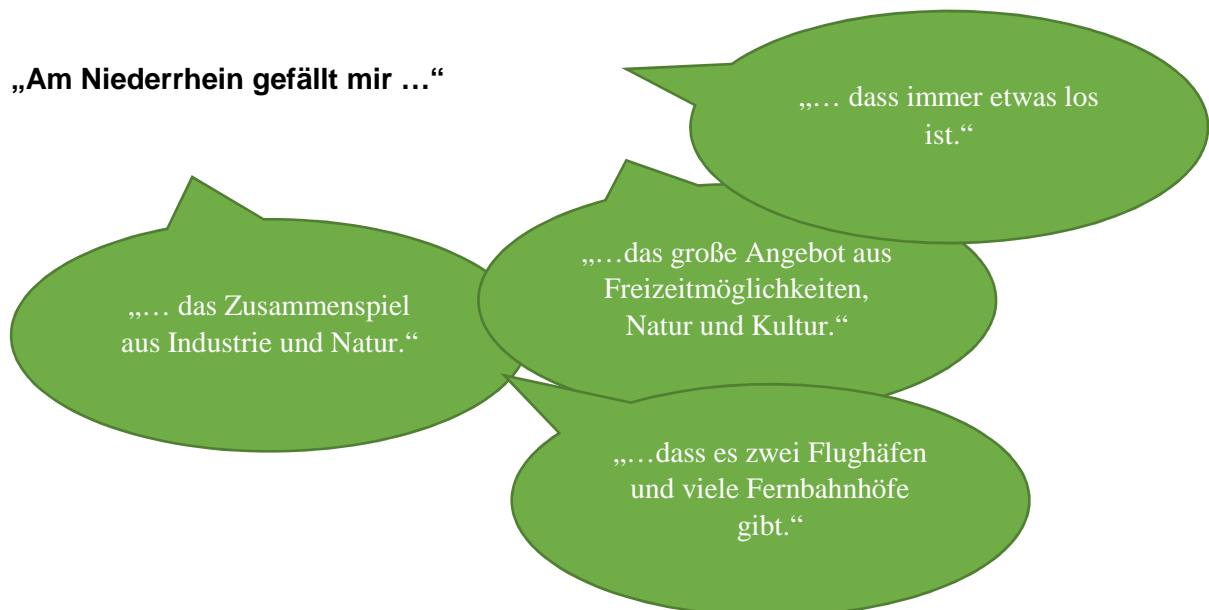 „Am Niederrhein gefällt mir …“
„… dass immer etwas los
ist.“
„…das große Angebot aus
Freizeitmöglichkeiten,
Natur und Kultur.“
„… das Zusammenspiel
aus Industrie und Natur.“
„…dass es zwei Flughäfen
und viele Fernbahnhöfe
gibt.“